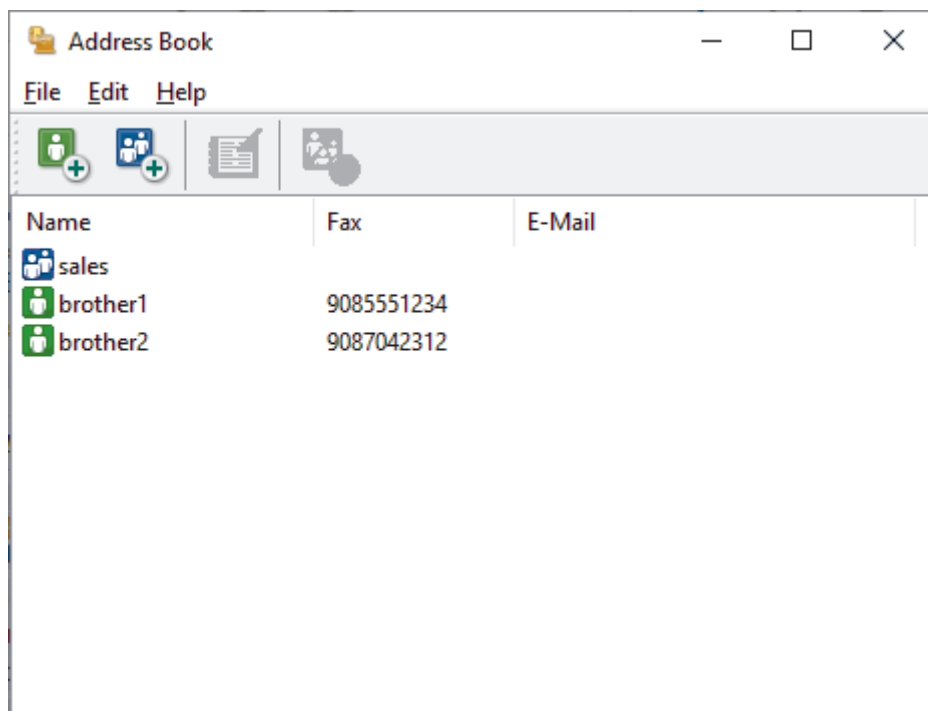 Address Book
File Edit Help
Name Fax E-Mail
sales
brother1 9085551234
brother2 9087042312